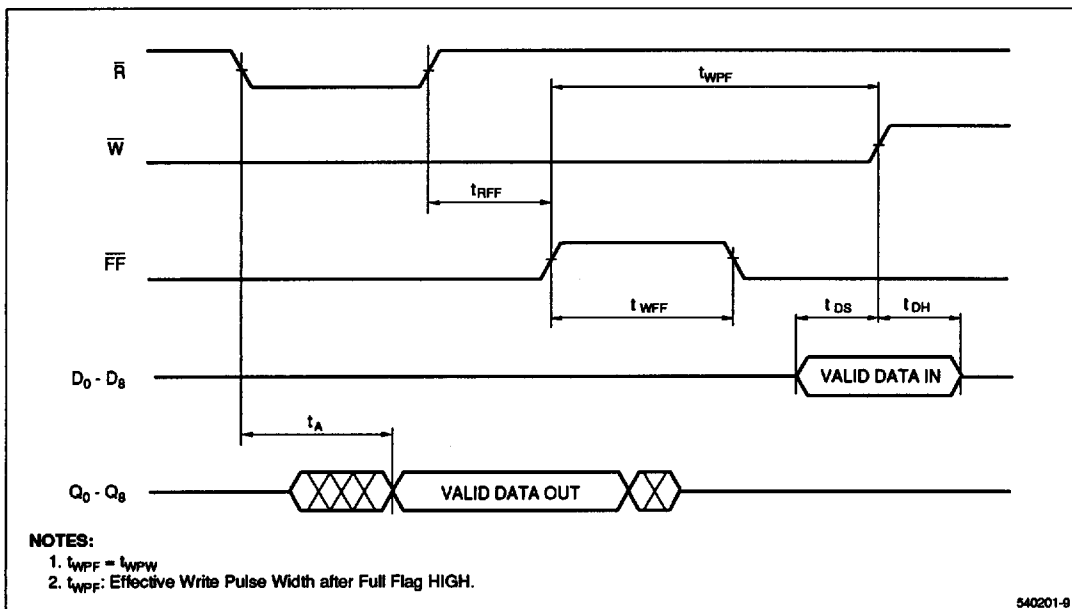 R̅
tWPF
W̅
tRFF
F̅F̅
tWFF
tDS
tDH
D0 - D8
VALID DATA IN
tA
Q0 - Q8
VALID DATA OUT
NOTES:
1. tWPF = tWPW
2. tWPF: Effective Write Pulse Width after Full Flag HIGH.
540201-9